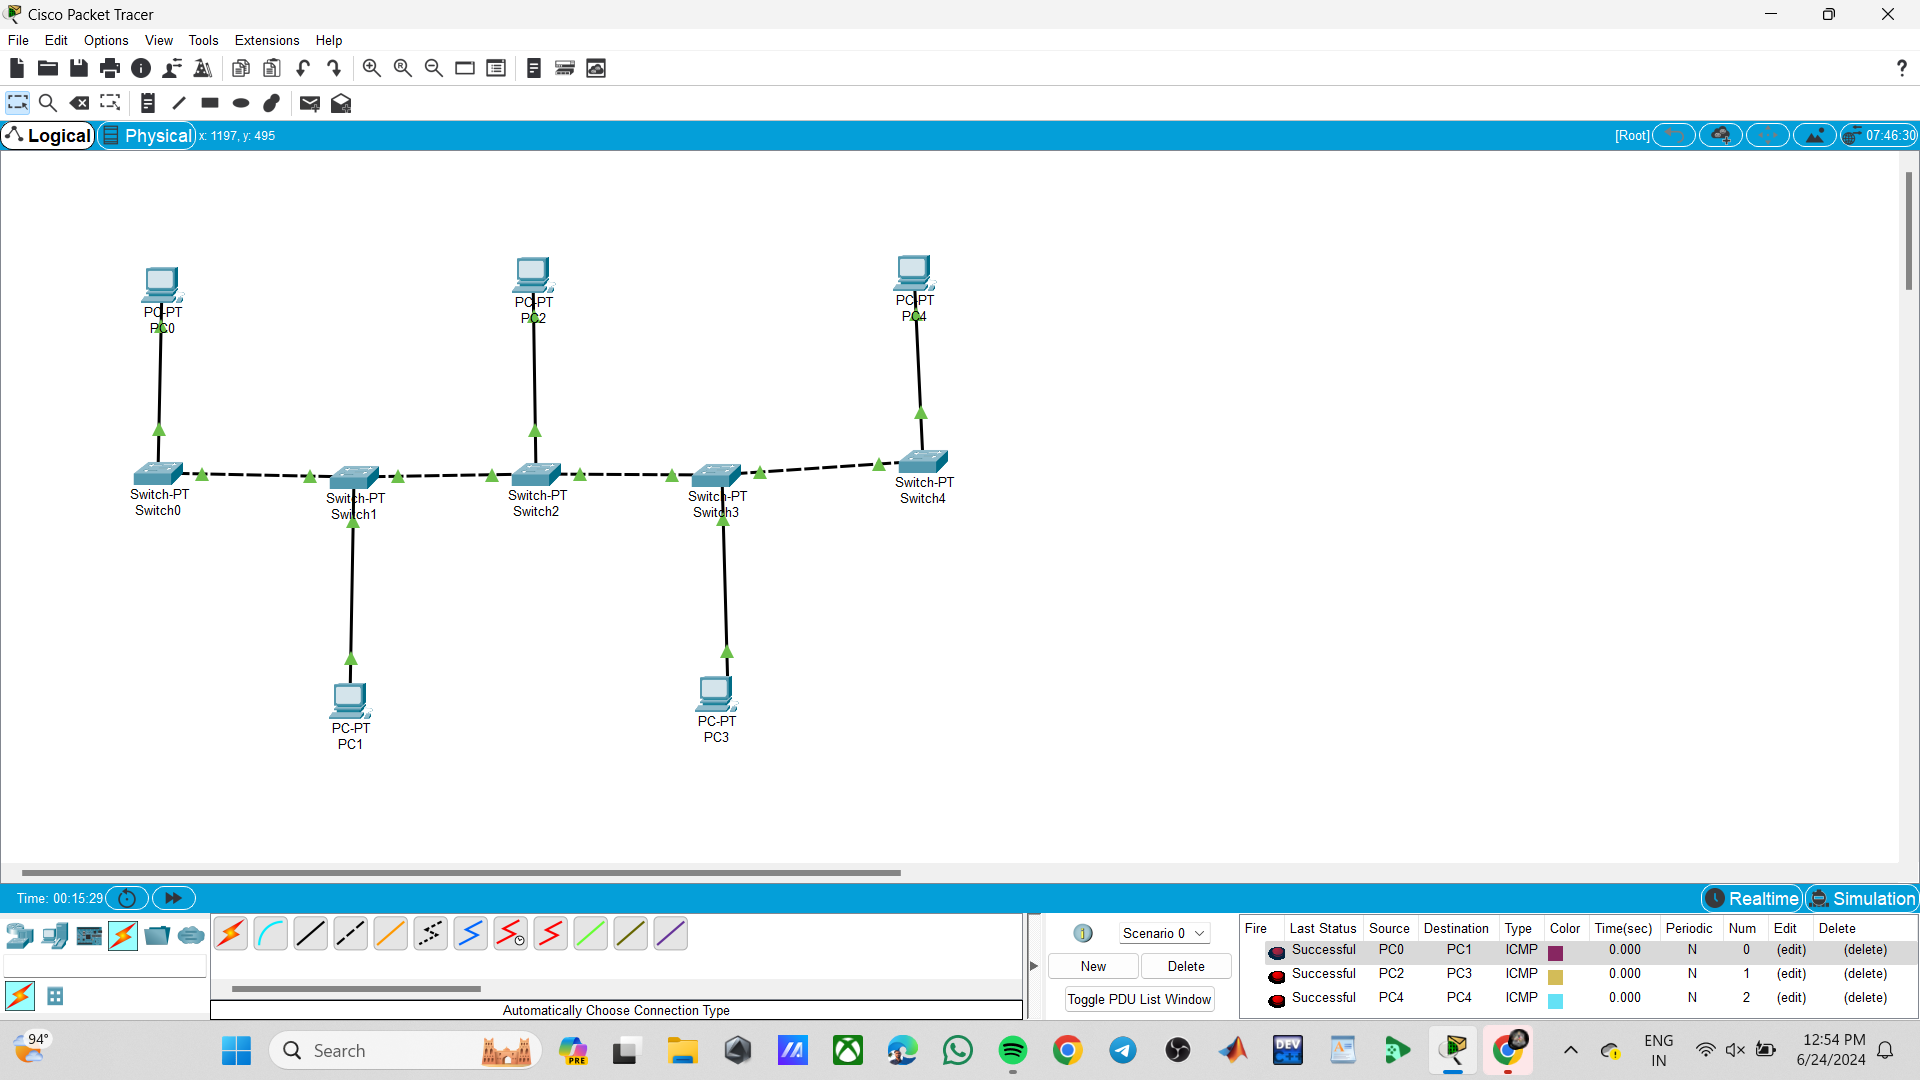 Cisco Packet Tracer
File Edit Options View Tools Extensions Help
?
Logical Physical x: 1197, y: 495 [Root] 07:46:30
PC-PT
PC0
PC-PT
PC2
PC-PT
PC4
Switch-PT
Switch0
Switch-PT
Switch1
Switch-PT
Switch2
Switch-PT
Switch3
Switch-PT
Switch4
PC-PT
PC1
PC-PT
PC3
Time: 00:15:29 Realtime Simulation
Scenario 0
New Delete
Toggle PDU List Window
Automatically Choose Connection Type
Fire Last Status Source Destination Type Color Time(sec) Periodic Num Edit Delete
Successful PC0 PC1 ICMP 0.000 N 0 (edit) (delete)
Successful PC2 PC3 ICMP 0.000 N 1 (edit) (delete)
Successful PC4 PC4 ICMP 0.000 N 2 (edit) (delete)
94°
Search
PRE
DEV
C++
ENG
IN
12:54 PM
6/24/2024